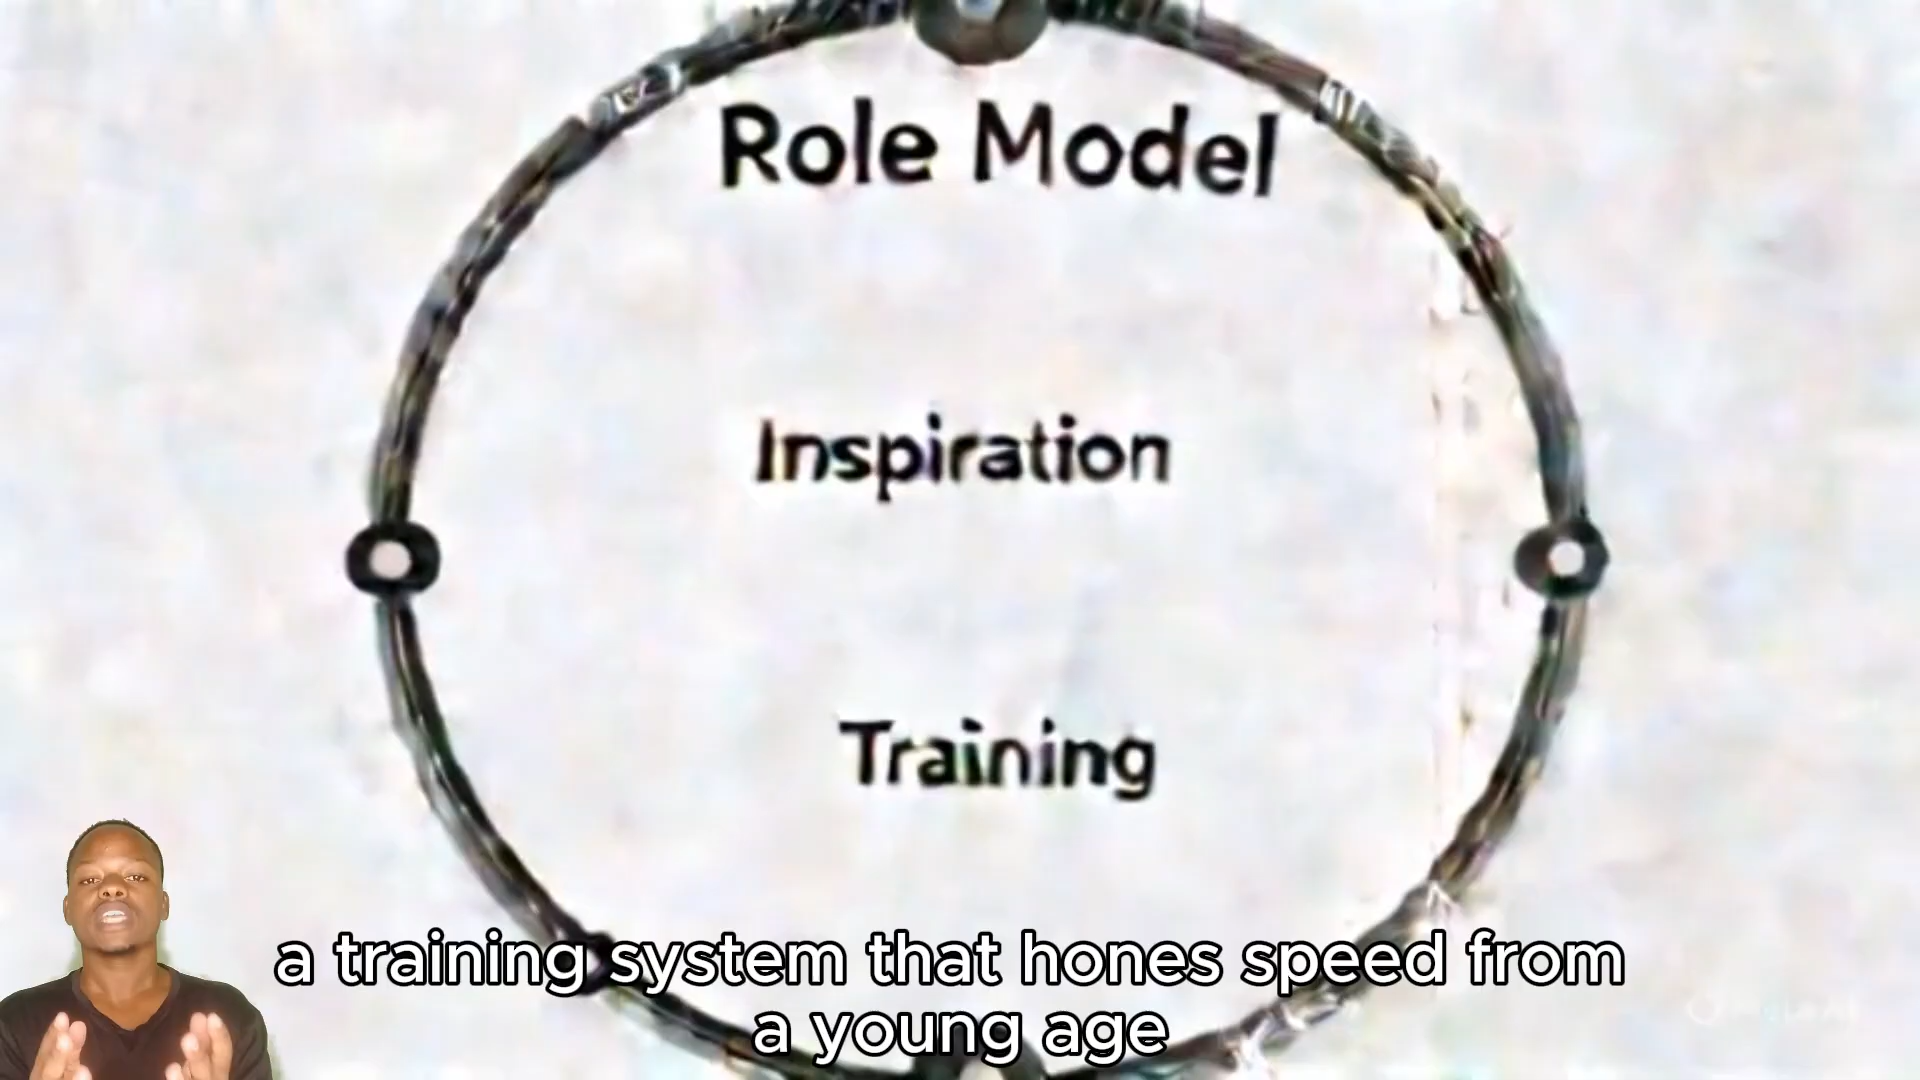 Role Model
Inspiration
Training
a training system that hones speed from
a young age